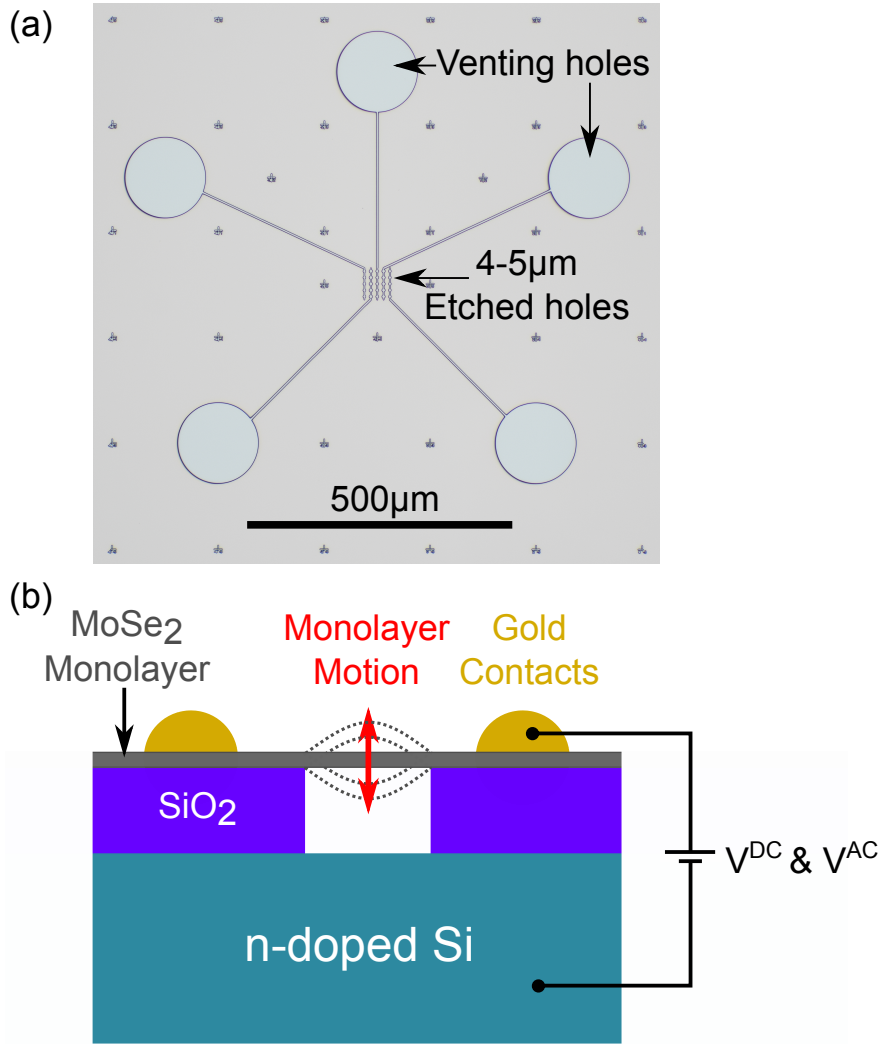 (a)
Venting holes
4-5µm
Etched holes
500µm
(b)
MoSe₂
Monolayer
Monolayer
Motion
Gold
Contacts
SiO₂
V^DC & V^AC
n-doped Si